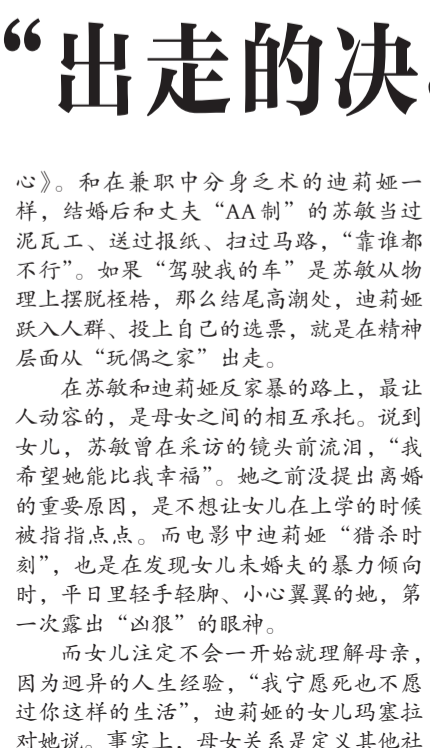 “出走的决
心》。和在兼职中分身乏术的迪莉娅一
样，结婚后和丈夫“AA制”的苏敏当过
泥瓦工、送过报纸、扫过马路，“靠谁都
不行”。如果“驾驶我的车”是苏敏从物
理上摆脱桎梏，那么结尾高潮处，迪莉娅
跃入人群、投上自己的选票，就是在精神
层面从“玩偶之家”出走。
在苏敏和迪莉娅反家暴的路上，最让
人动容的，是母女之间的相互承托。说到
女儿，苏敏曾在采访的镜头前流泪，“我
希望她能比我幸福”。她之前没提出离婚
的重要原因，是不想让女儿在上学的时候
被指指点点。而电影中迪莉娅“猎杀时
刻”，也是在发现女儿未婚夫的暴力倾向
时，平日里轻手轻脚、小心翼翼的她，第
一次露出“凶狠”的眼神。
而女儿注定不会一开始就理解母亲，
因为迥异的人生经验，“我宁愿死也不愿
过你这样的生活”，迪莉娅的女儿玛塞拉
对她说。事实上，母女关系是定义其他社